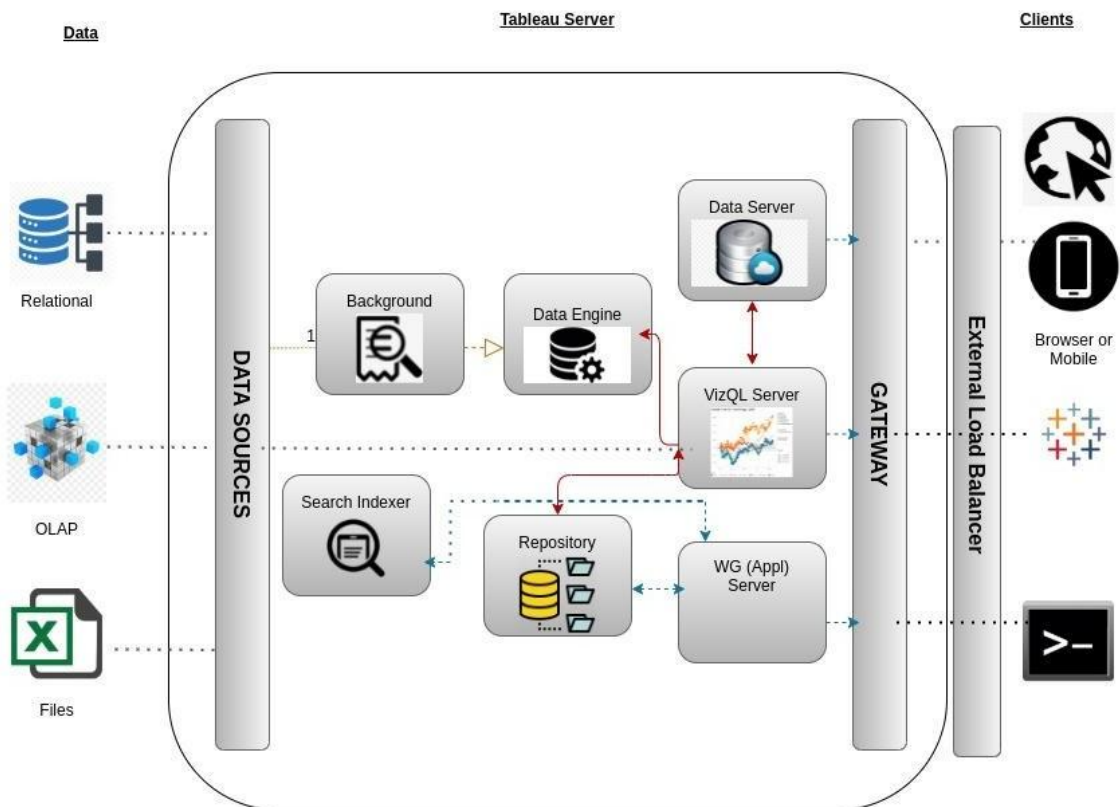 Data
Tableau Server
Clients
Relational
OLAP
Files
DATA SOURCES
1
Background
Data Engine
Data Server
VizQL Server
Search Indexer
Repository
WG (Appl)
Server
GATEWAY
External Load Balancer
Browser or
Mobile
X
>-